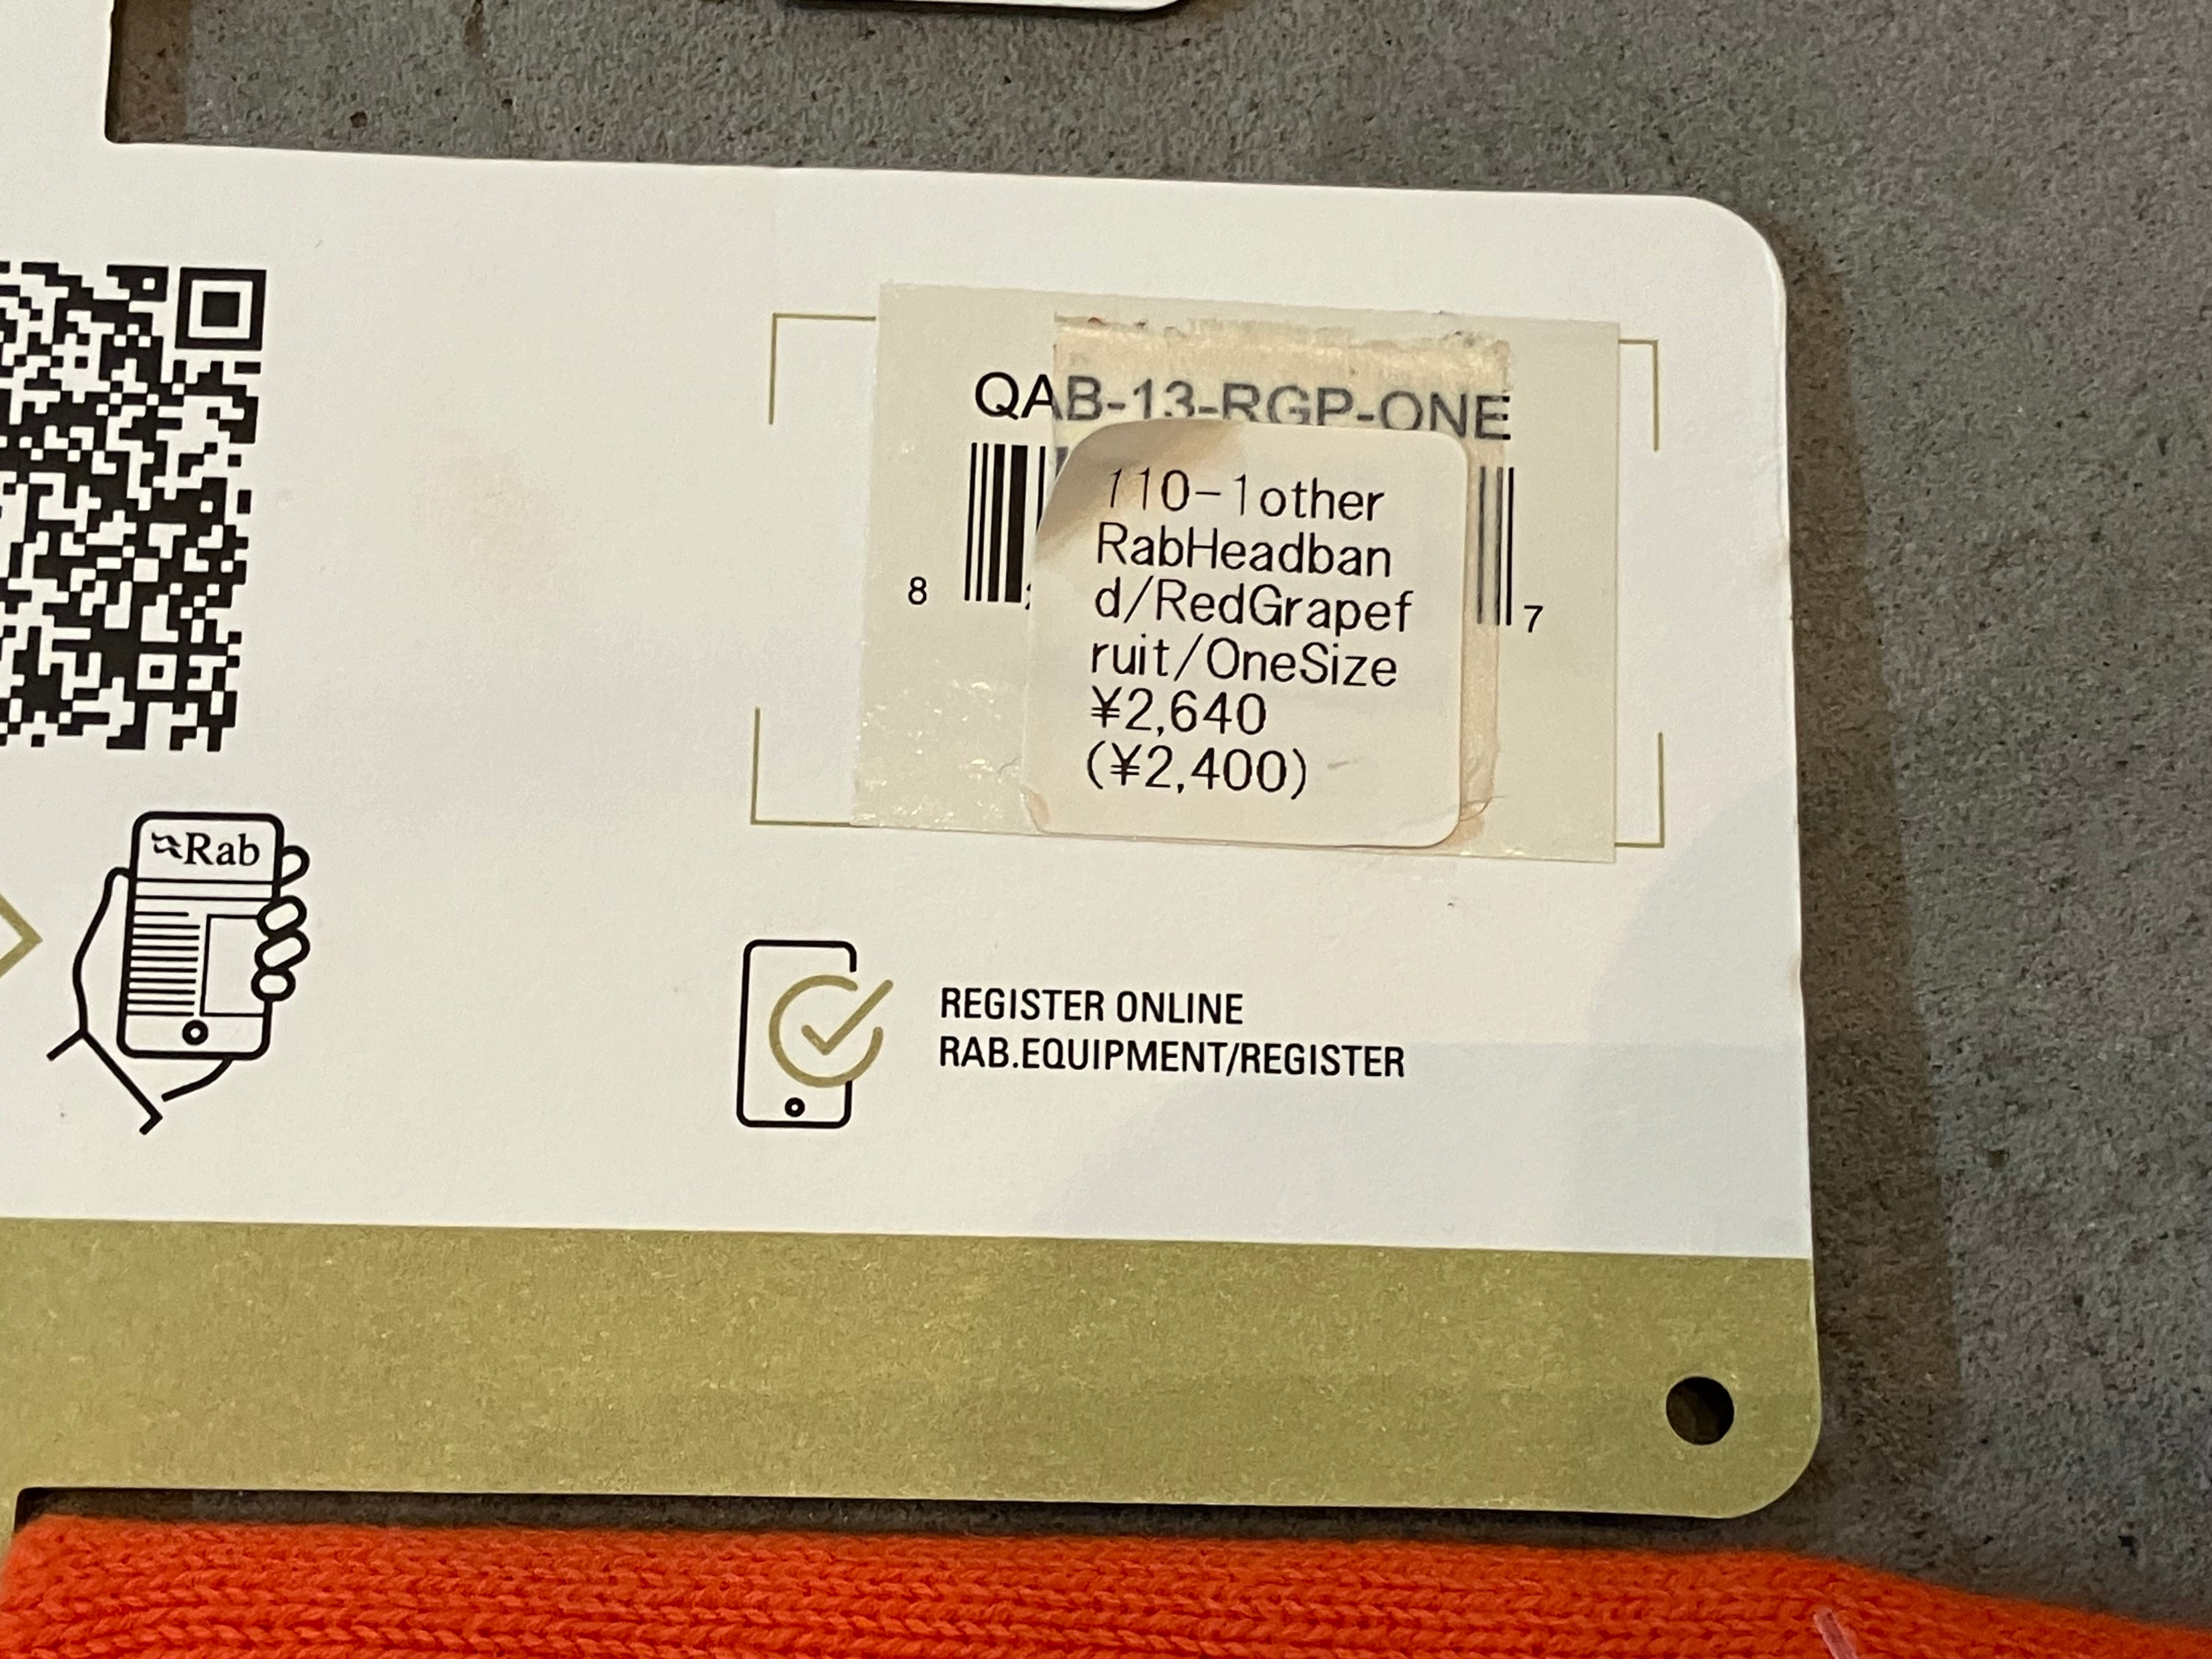 QAB-13-RGP-ONE
110-1other
RabHeadban
d/RedGrapef
ruit/OneSize
¥2,640
(¥2,400)
8
7
Rab
REGISTER ONLINE
RAB.EQUIPMENT/REGISTER